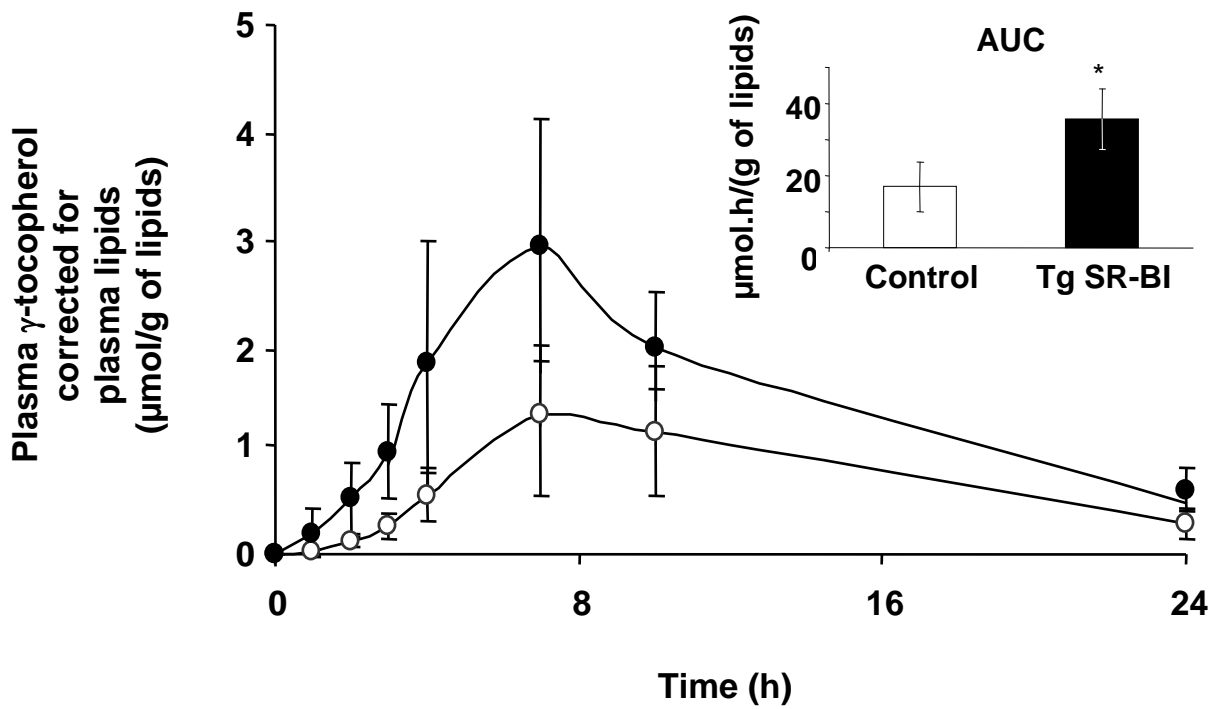 Plasma γ-tocopherol
corrected for
plasma lipids
(µmol/g of lipids)
5
4
3
2
1
0
0
8
16
24
Time (h)
AUC
µmol.h/(g of lipids)
40
20
0
*
Control
Tg SR-BI